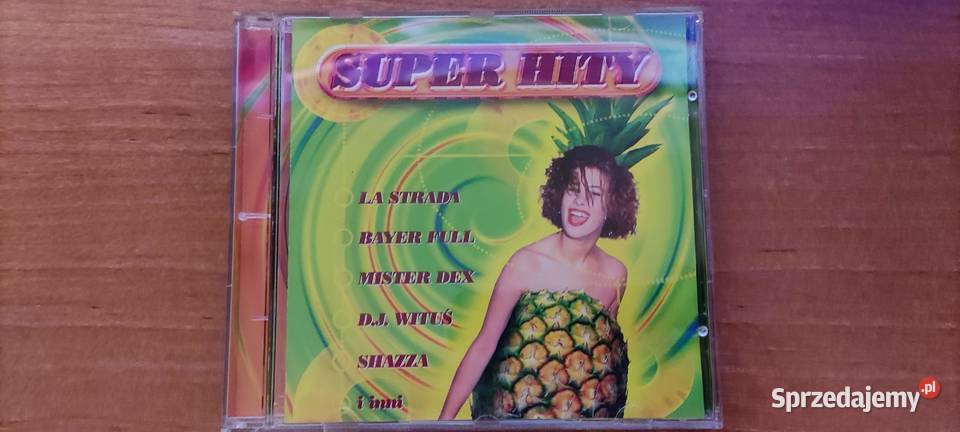 SUPER HITY
LA STRADA
BAYER FULL
MISTER DEX
D.J. WITUŚ
SHAZZA
i inni
Sprzedajemy.pl